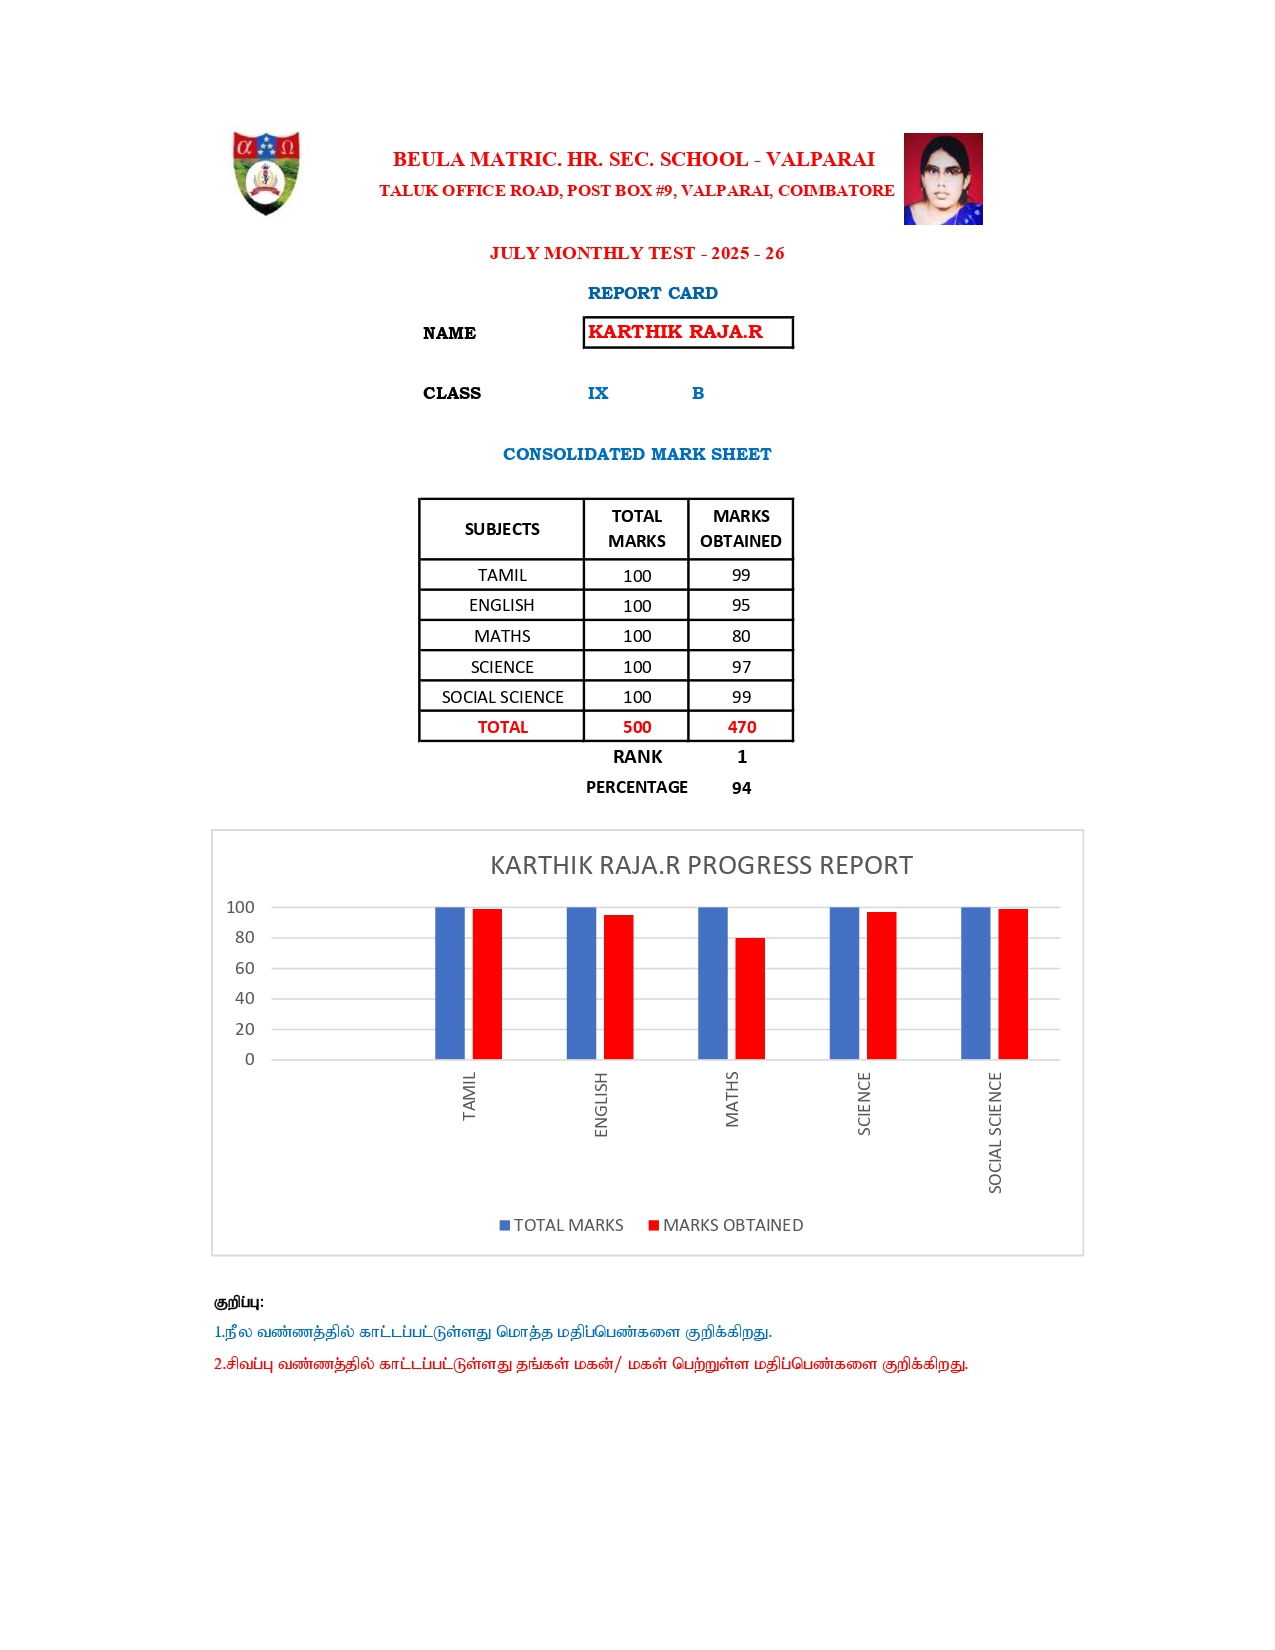 α Ω
BEULA MATRIC. HR. SEC. SCHOOL - VALPARAI
TALUK OFFICE ROAD, POST BOX #9, VALPARAI, COIMBATORE
JULY MONTHLY TEST - 2025 - 26
REPORT CARD
NAME KARTHIK RAJA.R
CLASS IX B
CONSOLIDATED MARK SHEET
SUBJECTS TOTAL MARKS MARKS OBTAINED
TAMIL 100 99
ENGLISH 100 95
MATHS 100 80
SCIENCE 100 97
SOCIAL SCIENCE 100 99
TOTAL 500 470
RANK 1
PERCENTAGE 94
KARTHIK RAJA.R PROGRESS REPORT
100
80
60
40
20
0
TAMIL ENGLISH MATHS SCIENCE SOCIAL SCIENCE
TOTAL MARKS MARKS OBTAINED
குறிப்பு:
1.நீல வண்ணத்தில் காட்டப்பட்டுள்ளது மொத்த மதிப்பெண்களை குறிக்கிறது.
2.சிவப்பு வண்ணத்தில் காட்டப்பட்டுள்ளது தங்கள் மகன்/ மகள் பெற்றுள்ள மதிப்பெண்களை குறிக்கிறது.